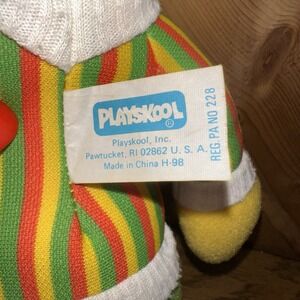 PLAYSKOOL ®
Playskool, Inc.
Pawtucket, RI 02862 U. S. A.
Made in China H-98
REG. PA NO 228